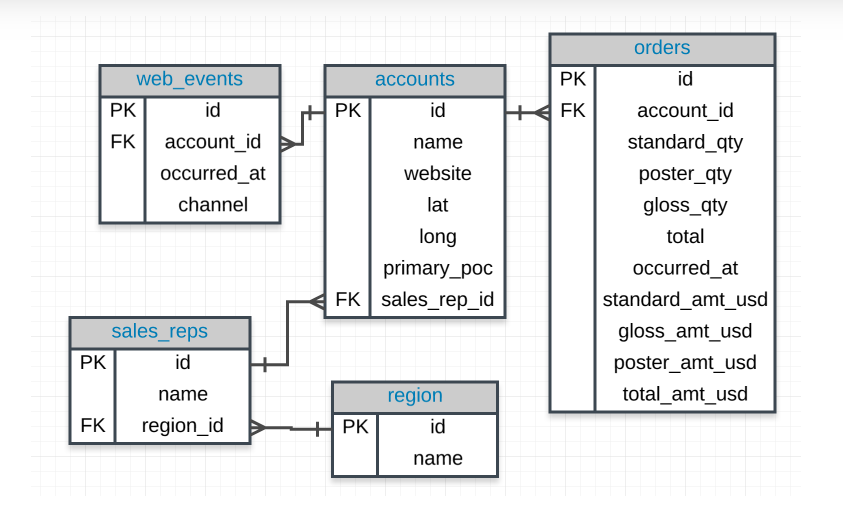 web_events
PK id
FK account_id
occurred_at
channel
accounts
PK id
name
website
lat
long
primary_poc
FK sales_rep_id
orders
PK id
FK account_id
standard_qty
poster_qty
gloss_qty
total
occurred_at
standard_amt_usd
gloss_amt_usd
poster_amt_usd
total_amt_usd
sales_reps
PK id
name
FK region_id
region
PK id
name